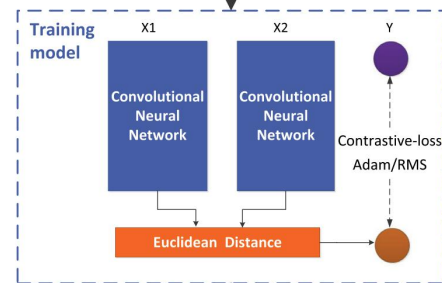 Training
model
X1
X2
Y
Convolutional
Neural
Network
Convolutional
Neural
Network
Contrastive-loss
Adam/RMS
Euclidean Distance